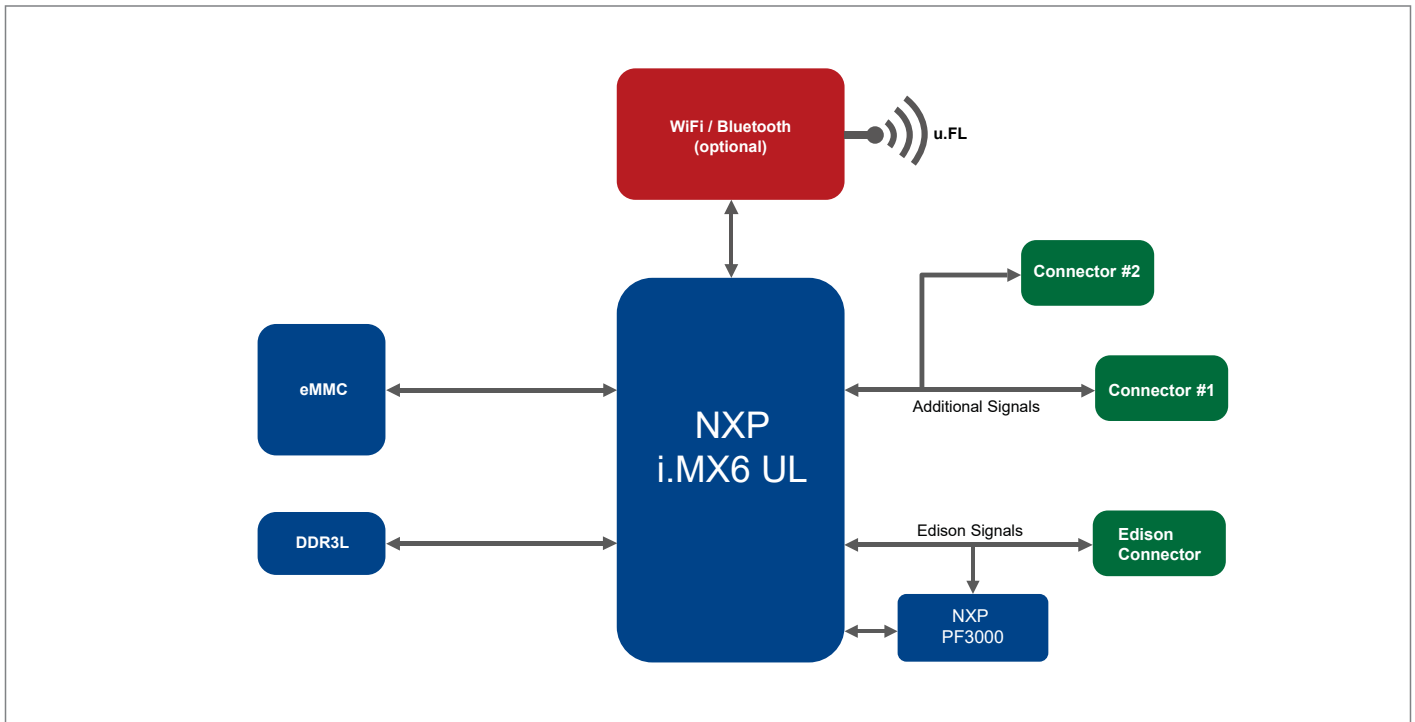 WiFi / Bluetooth
(optional)
u.FL
Connector #2
eMMC
Connector #1
Additional Signals
NXP
i.MX6 UL
DDR3L
Edison Signals
Edison
Connector
NXP
PF3000